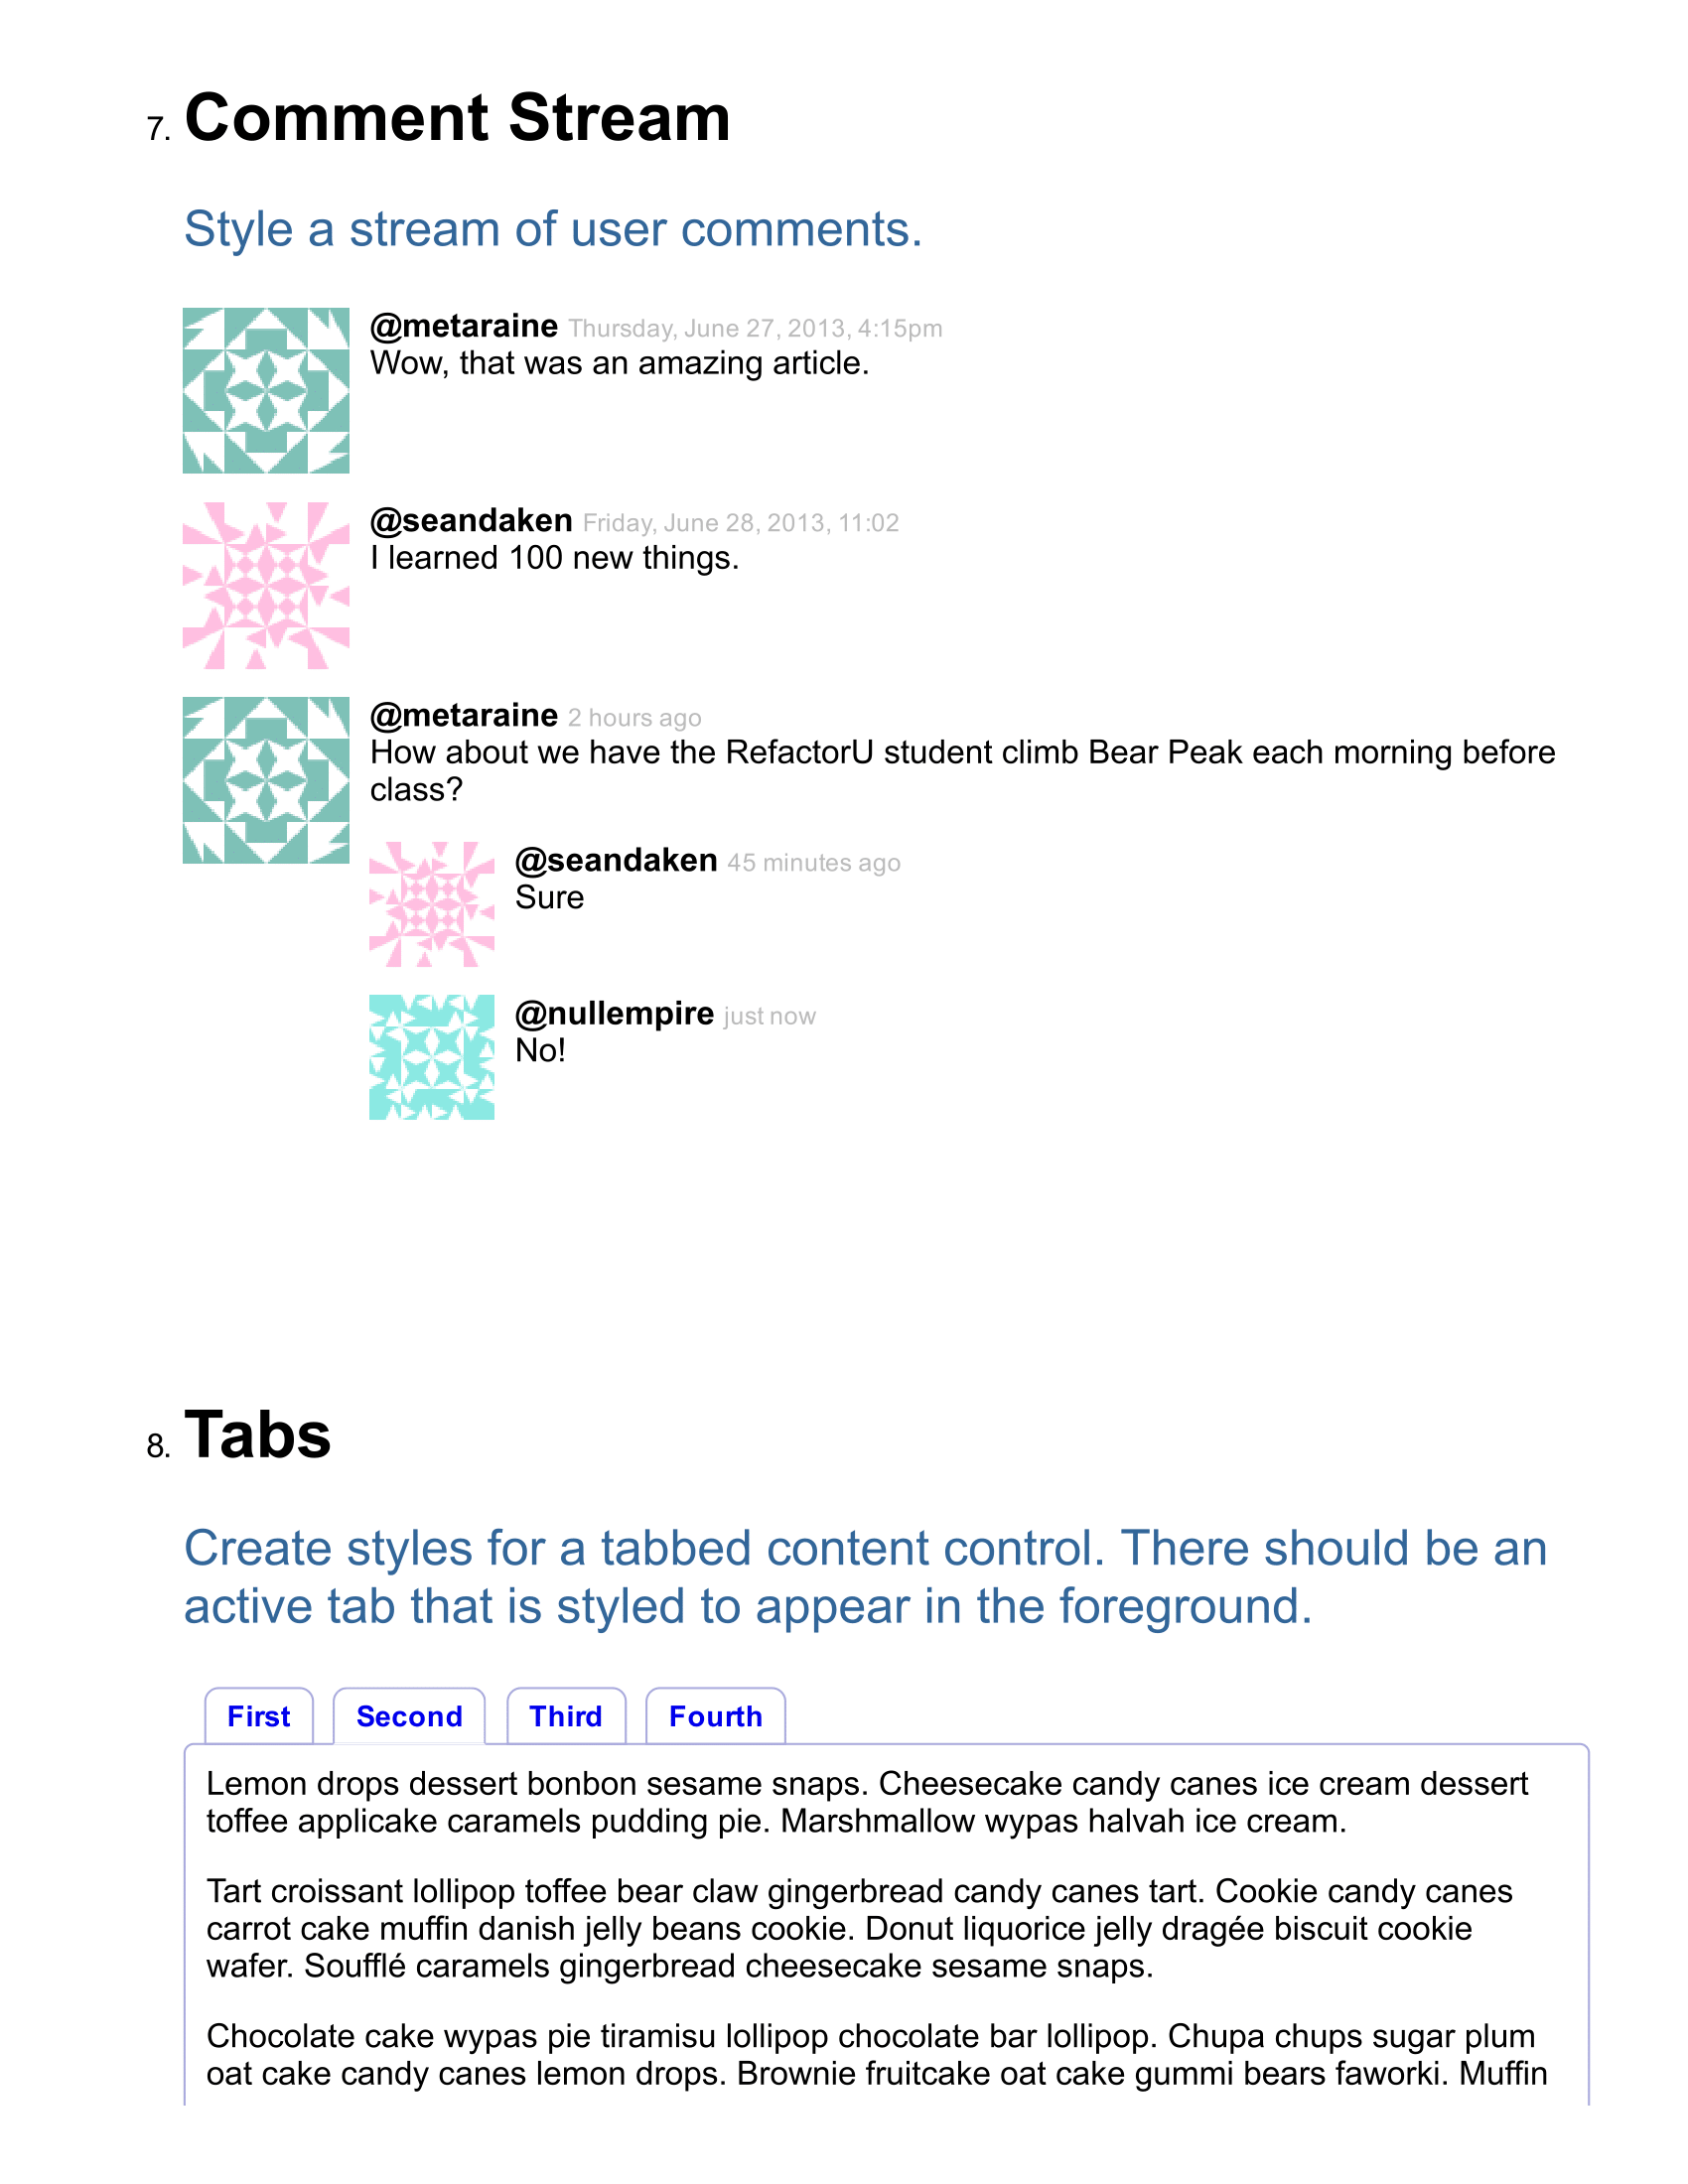 7. Comment Stream
Style a stream of user comments.
@metaraine Thursday, June 27, 2013, 4:15pm
Wow, that was an amazing article.
@seandaken Friday, June 28, 2013, 11:02
I learned 100 new things.
@metaraine 2 hours ago
How about we have the RefactorU student climb Bear Peak each morning before
class?
@seandaken 45 minutes ago
Sure
@nullempire just now
No!
8. Tabs
Create styles for a tabbed content control. There should be an
active tab that is styled to appear in the foreground.
First Second Third Fourth
Lemon drops dessert bonbon sesame snaps. Cheesecake candy canes ice cream dessert
toffee applicake caramels pudding pie. Marshmallow wypas halvah ice cream.
Tart croissant lollipop toffee bear claw gingerbread candy canes tart. Cookie candy canes
carrot cake muffin danish jelly beans cookie. Donut liquorice jelly dragée biscuit cookie
wafer. Soufflé caramels gingerbread cheesecake sesame snaps.
Chocolate cake wypas pie tiramisu lollipop chocolate bar lollipop. Chupa chups sugar plum
oat cake candy canes lemon drops. Brownie fruitcake oat cake gummi bears faworki. Muffin